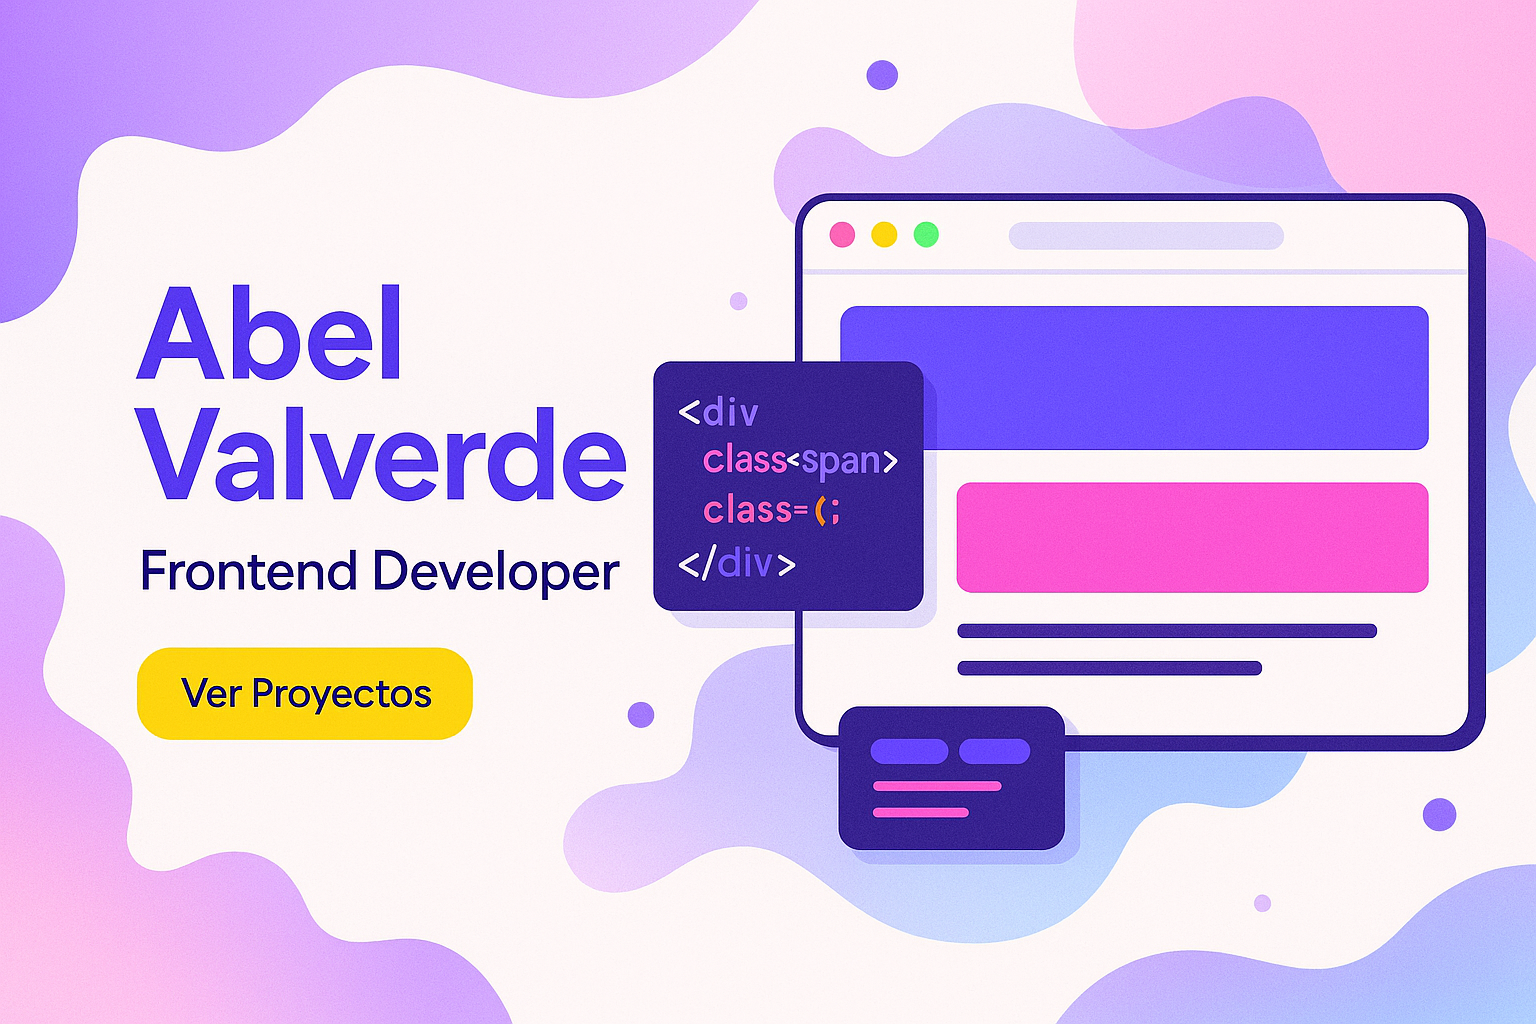 Abel
Valverde
Frontend Developer
Ver Proyectos
<div
class<span>
class=(;
</div>